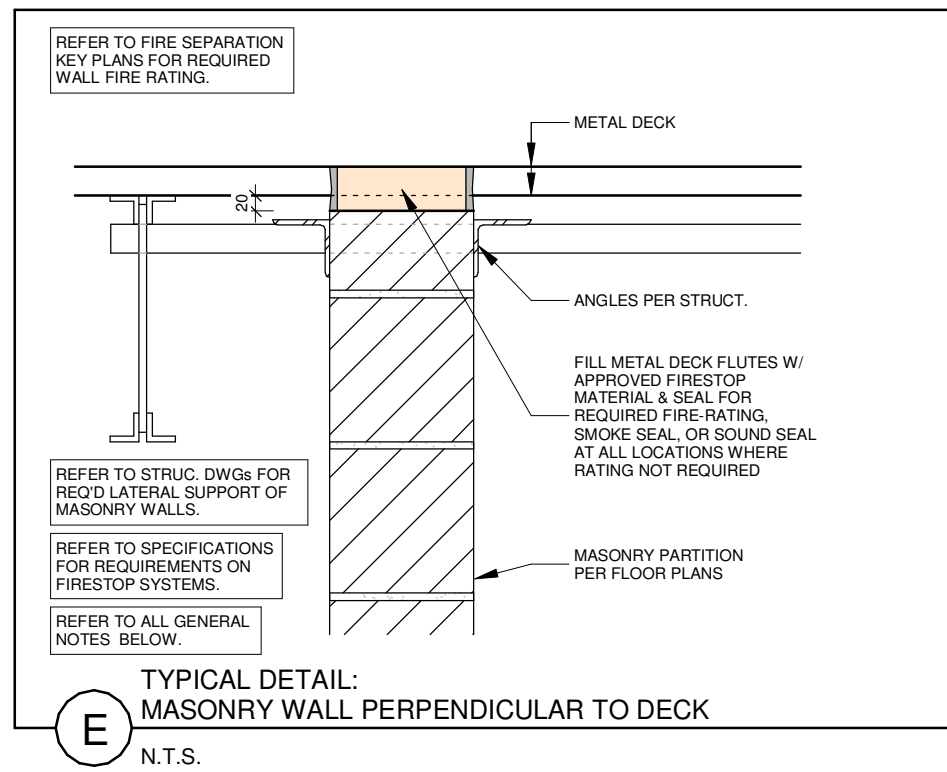 REFER TO FIRE SEPARATION
KEY PLANS FOR REQUIRED
WALL FIRE RATING.
METAL DECK
20
ANGLES PER STRUCT.
FILL METAL DECK FLUTES W/
APPROVED FIRESTOP
MATERIAL & SEAL FOR
REQUIRED FIRE-RATING,
SMOKE SEAL, OR SOUND SEAL
AT ALL LOCATIONS WHERE
RATING NOT REQUIRED
REFER TO STRUC. DWGs FOR
REQ'D LATERAL SUPPORT OF
MASONRY WALLS.
REFER TO SPECIFICATIONS
FOR REQUIREMENTS ON
FIRESTOP SYSTEMS.
MASONRY PARTITION
PER FLOOR PLANS
REFER TO ALL GENERAL
NOTES BELOW.
TYPICAL DETAIL:
MASONRY WALL PERPENDICULAR TO DECK
E
N.T.S.